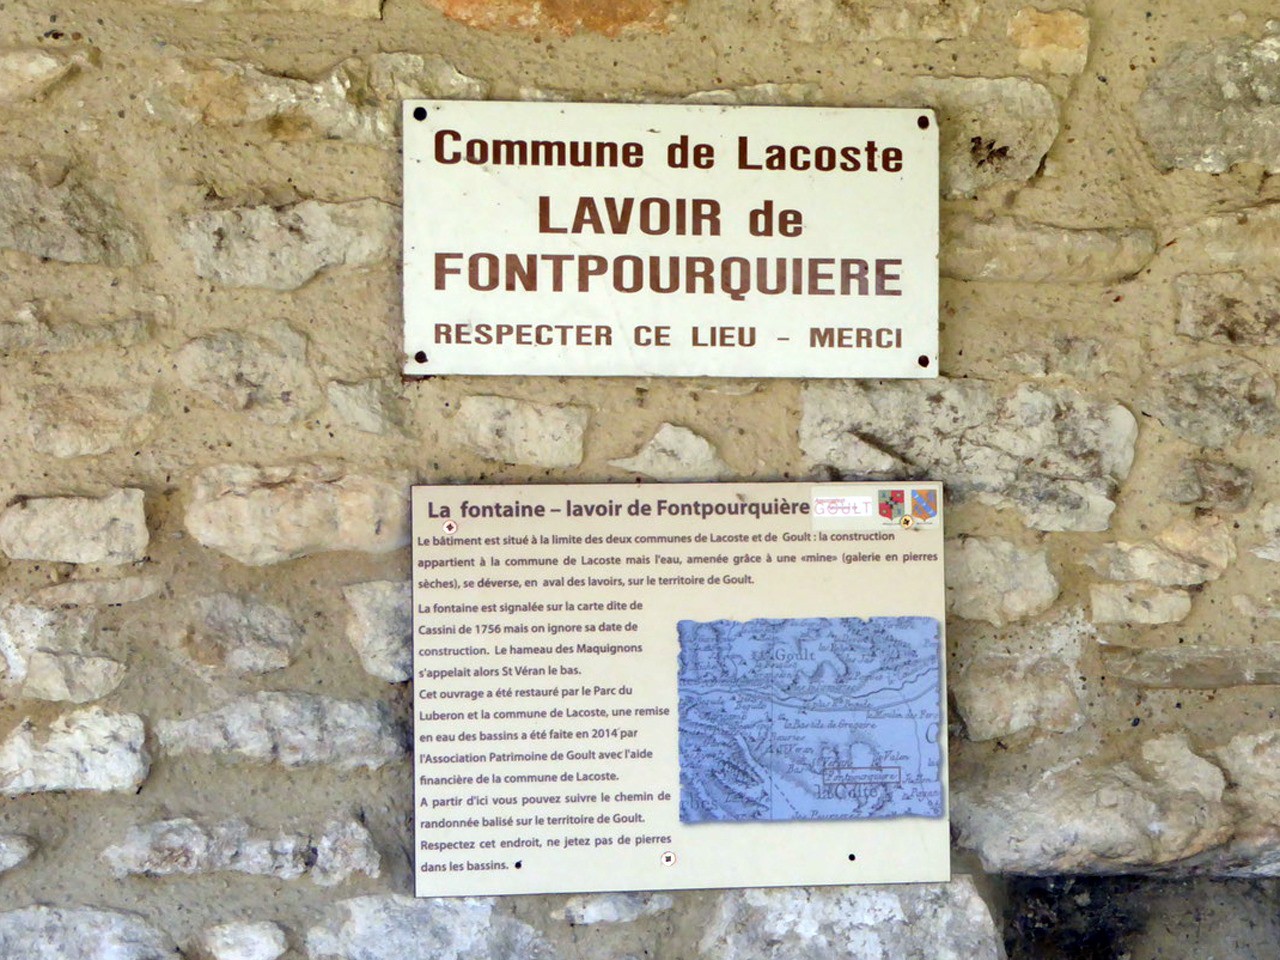 Commune de Lacoste
LAVOIR de
FONTPOURQUIERE
RESPECTER CE LIEU - MERCI
La fontaine – lavoir de Fontpourquière
GOULT
Le bâtiment est situé à la limite des deux communes de Lacoste et de Goult : la construction
appartient à la commune de Lacoste mais l'eau, amenée grâce à une «mine» (galerie en pierres
sèches), se déverse, en aval des lavoirs, sur le territoire de Goult.
La fontaine est signalée sur la carte dite de
Cassini de 1756 mais on ignore sa date de
construction. Le hameau des Maquignons
s'appelait alors St Véran le bas.
Cet ouvrage a été restauré par le Parc du
Luberon et la commune de Lacoste, une remise
en eau des bassins a été faite en 2014 par
l'Association Patrimoine de Goult avec l'aide
financière de la commune de Lacoste.
A partir d'ici vous pouvez suivre le chemin de
randonnée balisé sur le territoire de Goult.
Respectez cet endroit, ne jetez pas de pierres
dans les bassins.
Goult
la Bastide de Gregoire
Fontpourquiere